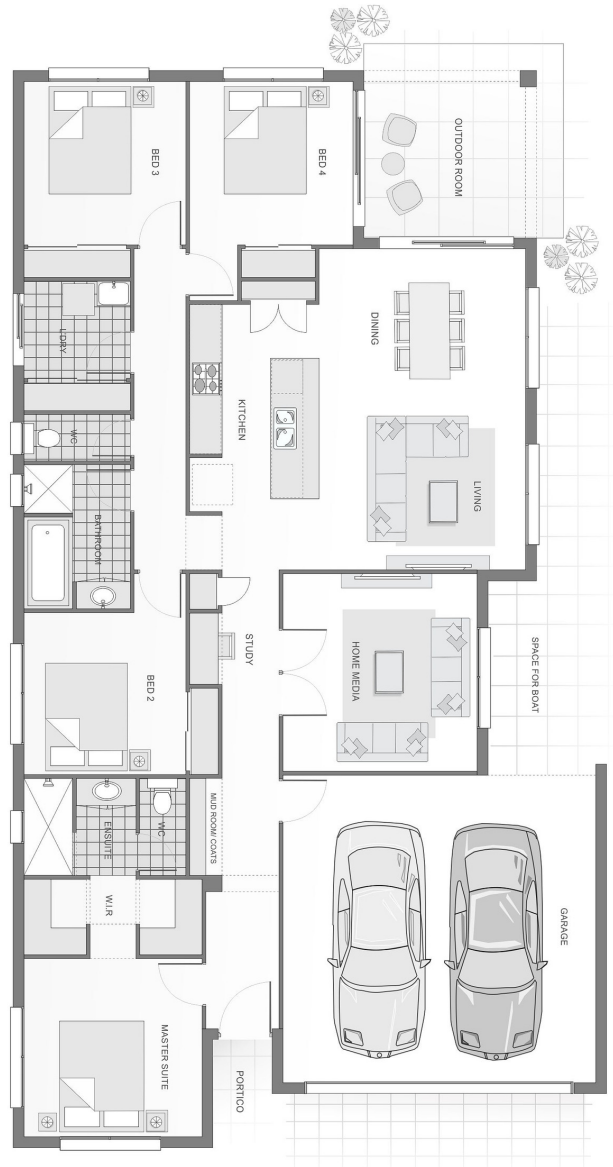 OUTDOOR ROOM
BED 3
BED 4
DINING
L'DRY
KITCHEN
WC
LIVING
BATHROOM
STUDY
HOME MEDIA
SPACE FOR BOAT
BED 2
MUD ROOM/ COATS
WC
ENSUITE
W.I.R
GARAGE
MASTER SUITE
PORTICO